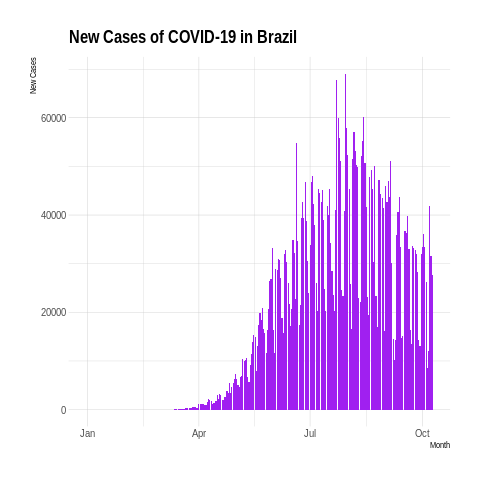 New Cases of COVID-19 in Brazil
New Cases
60000
40000
20000
0
Jan Apr Jul Oct
Month